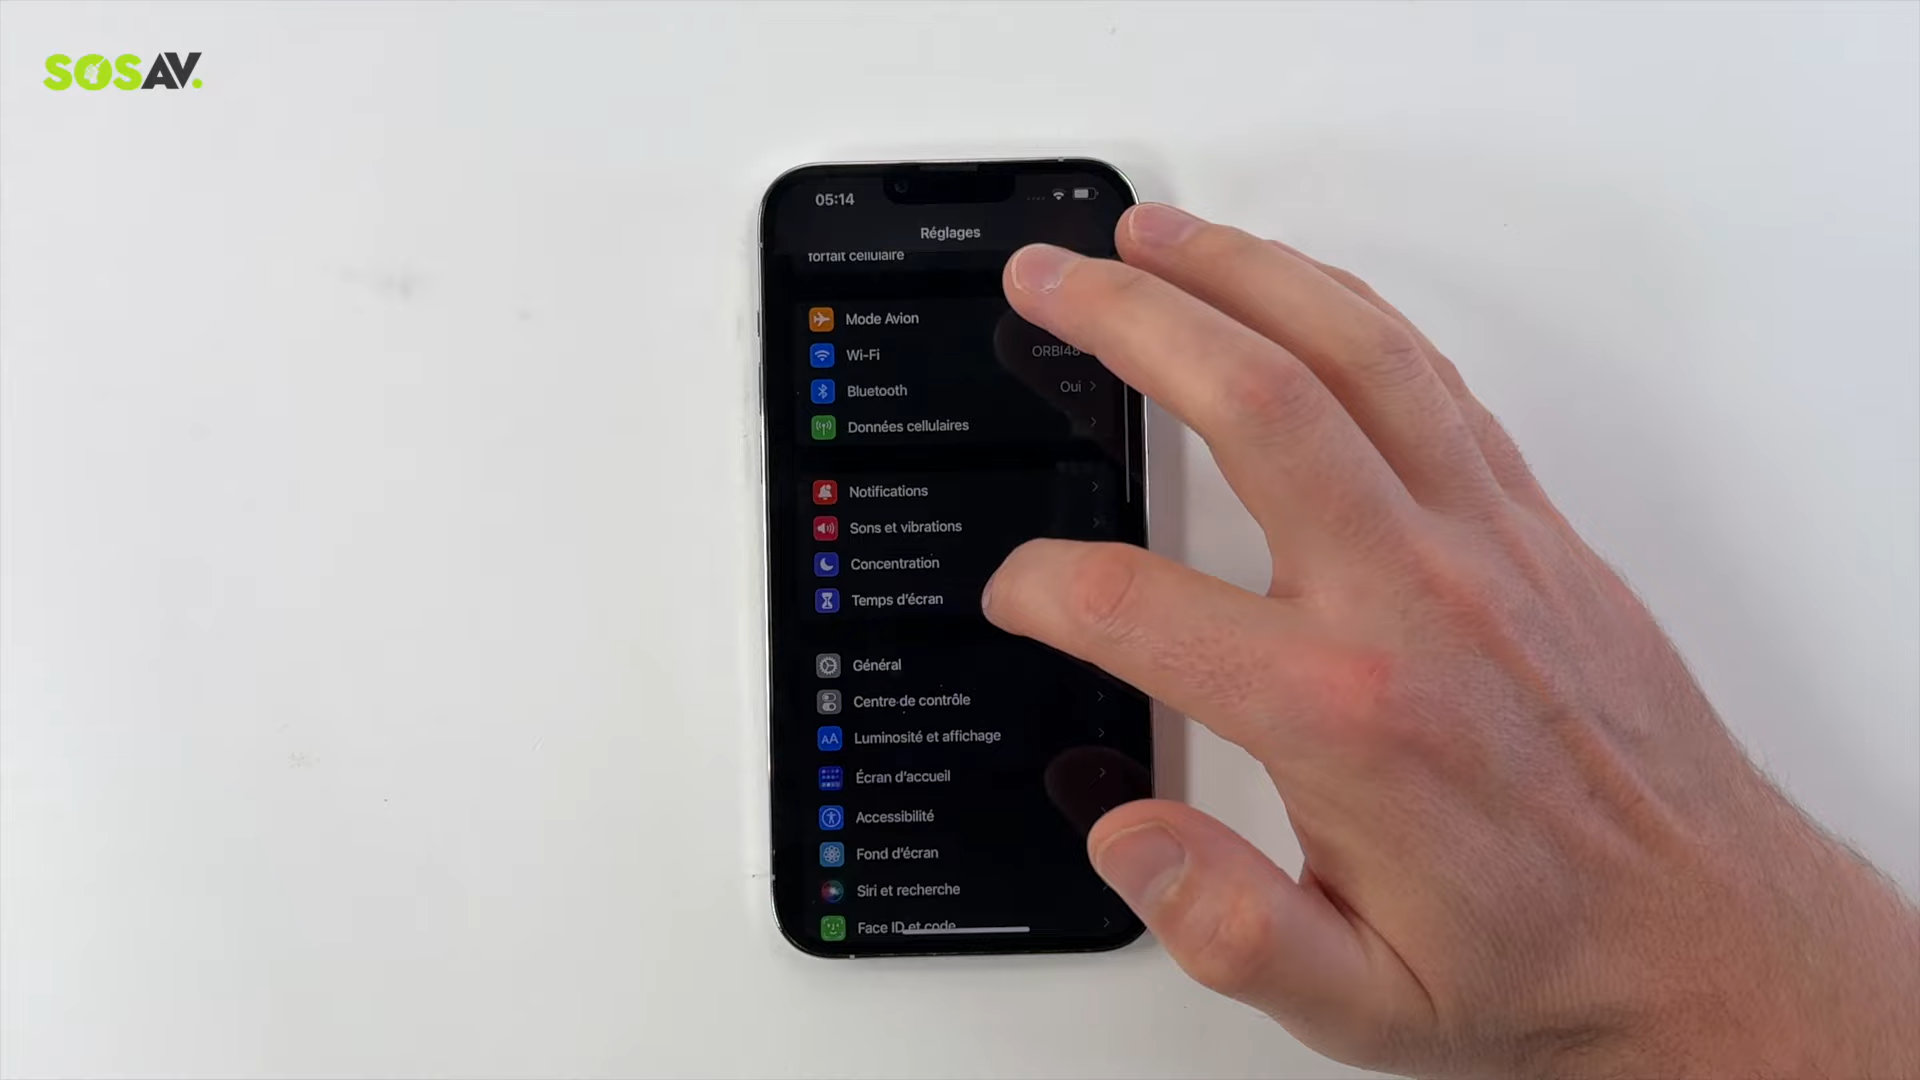 SOSAV.
05:14
Réglages
forfait cellulaire
Mode Avion
Wi-Fi
ORBI48
Bluetooth
Oui
Données cellulaires
Notifications
Sons et vibrations
Concentration
Temps d'écran
Général
Centre de contrôle
AA
Luminosité et affichage
Écran d'accueil
Accessibilité
Fond d'écran
Siri et recherche
Face ID et code